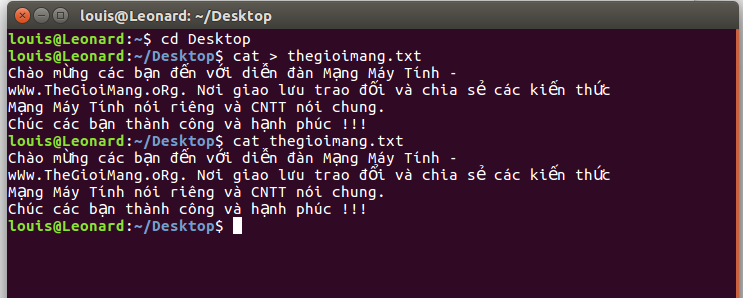 louis@Leonard: ~/Desktop
louis@Leonard:~$ cd Desktop
louis@Leonard:~/Desktop$ cat > thegioimang.txt
Chào mừng các bạn đến với diễn đàn Mạng Máy Tính -
wWw.TheGioiMang.oRg. Nơi giao lưu trao đổi và chia sẻ các kiến thức
Mạng Máy Tính nói riêng và CNTT nói chung.
Chúc các bạn thành công và hạnh phúc !!!
louis@Leonard:~/Desktop$ cat thegioimang.txt
Chào mừng các bạn đến với diễn đàn Mạng Máy Tính -
wWw.TheGioiMang.oRg. Nơi giao lưu trao đổi và chia sẻ các kiến thức
Mạng Máy Tính nói riêng và CNTT nói chung.
Chúc các bạn thành công và hạnh phúc !!!
louis@Leonard:~/Desktop$